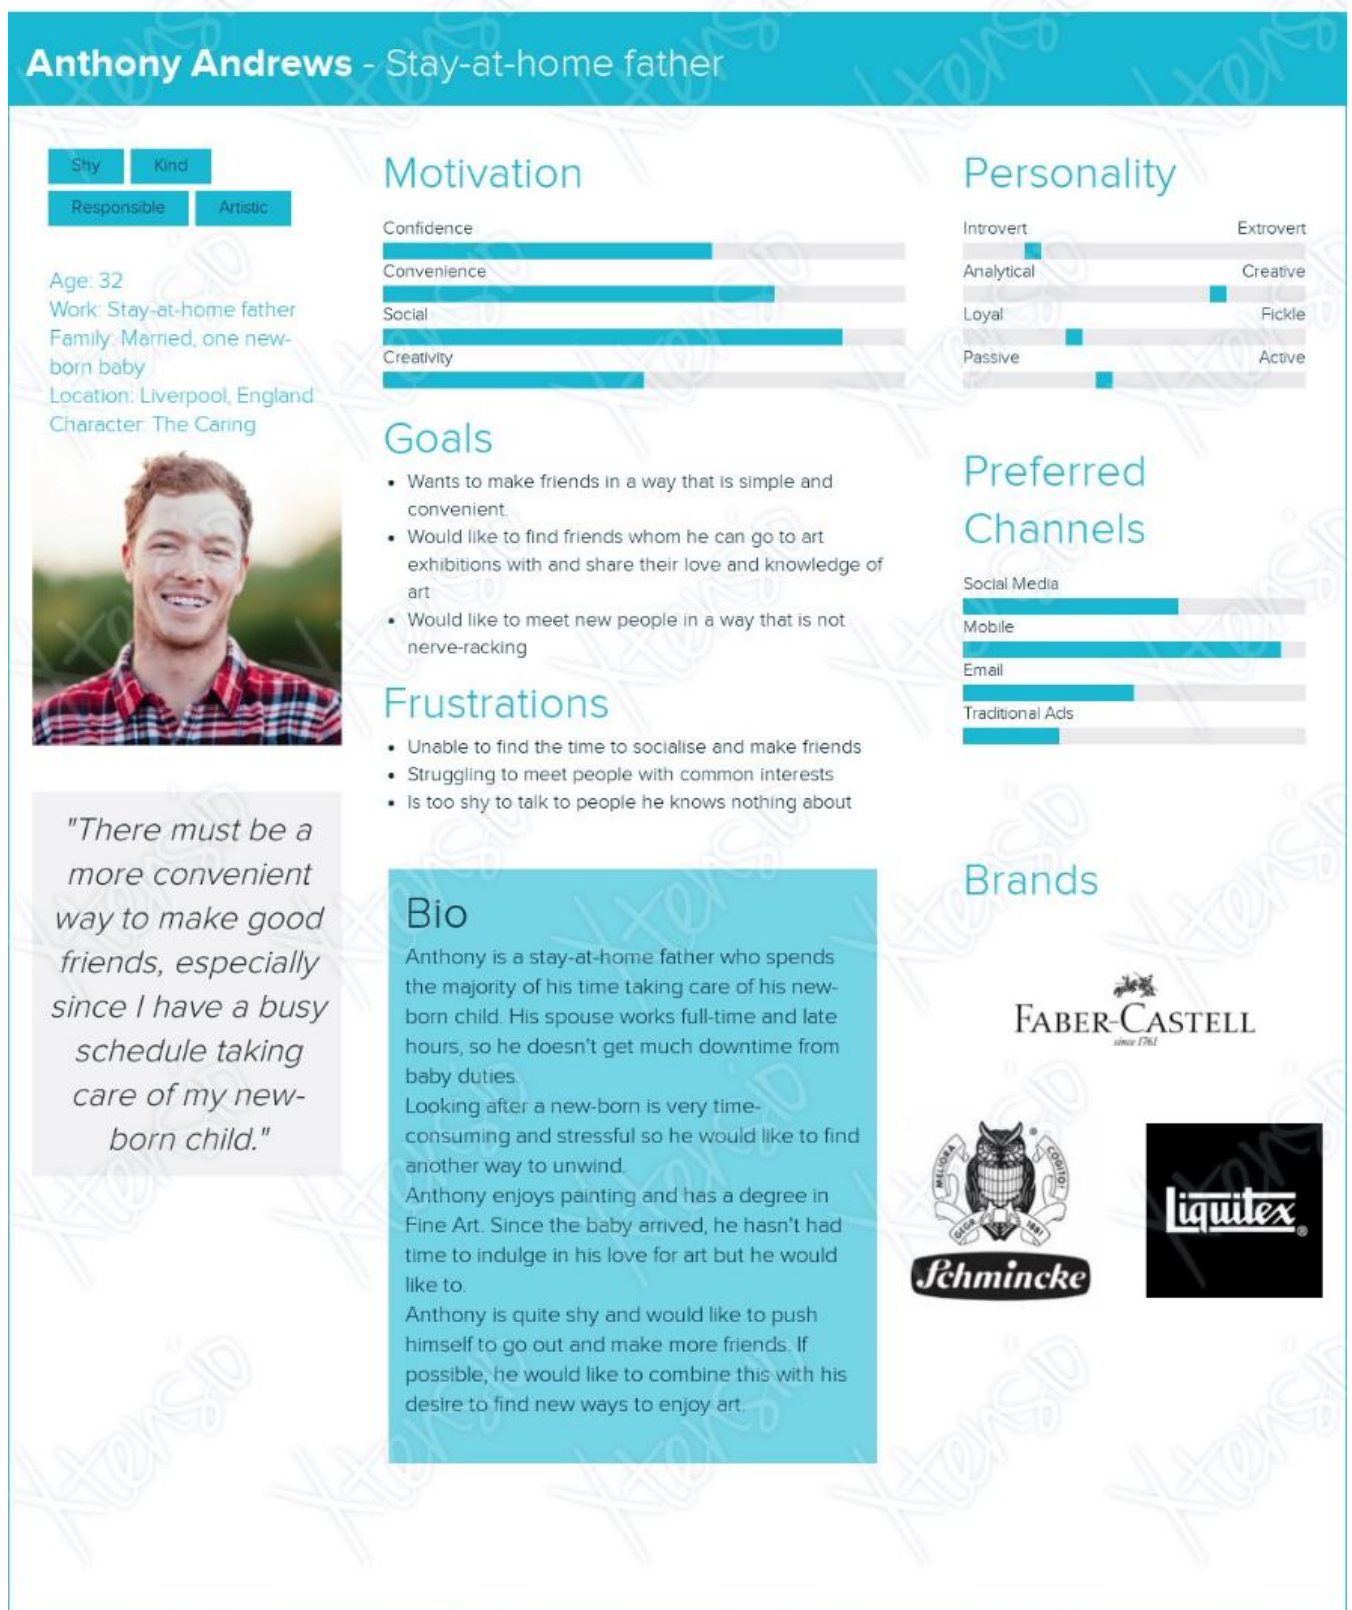 Anthony Andrews - Stay-at-home father
Shy Kind
Responsible Artistic
Age: 32
Work: Stay-at-home father
Family: Married, one new-
born baby
Location: Liverpool, England
Character: The Caring
"There must be a
more convenient
way to make good
friends, especially
since I have a busy
schedule taking
care of my new-
born child."
Motivation
Confidence
Convenience
Social
Creativity
Goals
• Wants to make friends in a way that is simple and
convenient.
• Would like to find friends whom he can go to art
exhibitions with and share their love and knowledge of
art
• Would like to meet new people in a way that is not
nerve-racking
Frustrations
• Unable to find the time to socialise and make friends
• Struggling to meet people with common interests
• Is too shy to talk to people he knows nothing about
Bio
Anthony is a stay-at-home father who spends
the majority of his time taking care of his new-
born child. His spouse works full-time and late
hours, so he doesn't get much downtime from
baby duties.
Looking after a new-born is very time-
consuming and stressful so he would like to find
another way to unwind.
Anthony enjoys painting and has a degree in
Fine Art. Since the baby arrived, he hasn't had
time to indulge in his love for art but he would
like to.
Anthony is quite shy and would like to push
himself to go out and make more friends. If
possible, he would like to combine this with his
desire to find new ways to enjoy art.
Personality
Introvert Extrovert
Analytical Creative
Loyal Fickle
Passive Active
Preferred
Channels
Social Media
Mobile
Email
Traditional Ads
Brands
FABER-CASTELL
since 1761
MELIORA COGITO!
GEGR. 1881
Schmincke
Liquitex®
xtensio